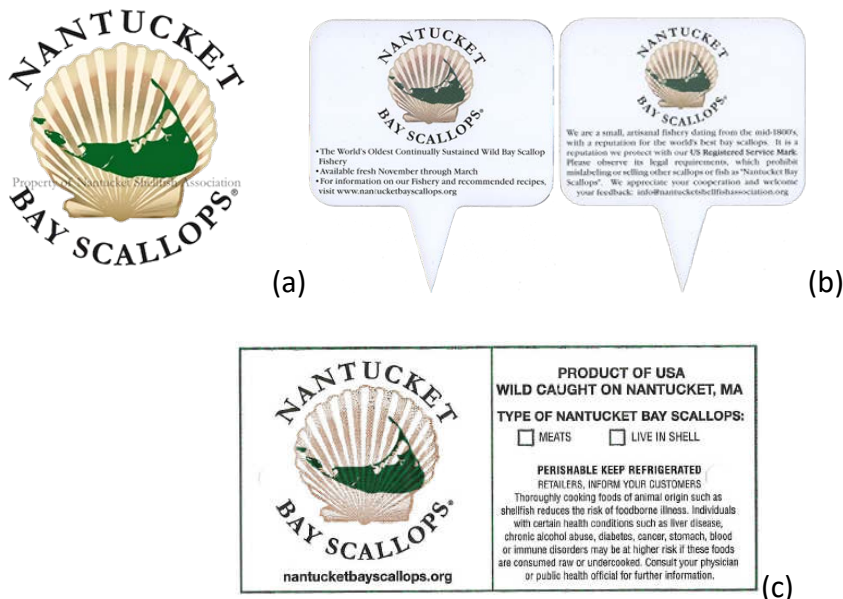 NANTUCKET
Property of Nantucket Shellfish Association
BAY SCALLOPS®
(a)
NANTUCKET
BAY SCALLOPS®
•The World's Oldest Continually Sustained Wild Bay Scallop
Fishery
•Available fresh November through March
•For information on our Fishery and recommended recipes,
visit www.nantucketbayscallops.org
NANTUCKET
BAY SCALLOPS®
We are a small, artisanal fishery dating from the mid-1800's,
with a reputation for the world's best bay scallops. It is a
reputation we protect with our US Registered Service Mark.
Please observe its legal requirements, which prohibit
mislabeling or selling other scallops or fish as "Nantucket Bay
Scallops". We appreciate your cooperation and welcome
your feedback: info@nantucketshellfishassociation.org
(b)
NANTUCKET
BAY SCALLOPS®
nantucketbayscallops.org
PRODUCT OF USA
WILD CAUGHT ON NANTUCKET, MA
TYPE OF NANTUCKET BAY SCALLOPS:
MEATS LIVE IN SHELL
PERISHABLE KEEP REFRIGERATED
RETAILERS, INFORM YOUR CUSTOMERS
Thoroughly cooking foods of animal origin such as
shellfish reduces the risk of foodborne illness. Individuals
with certain health conditions such as liver disease,
chronic alcohol abuse, diabetes, cancer, stomach, blood
or immune disorders may be at higher risk if these foods
are consumed raw or undercooked. Consult your physician
or public health official for further information.
(c)